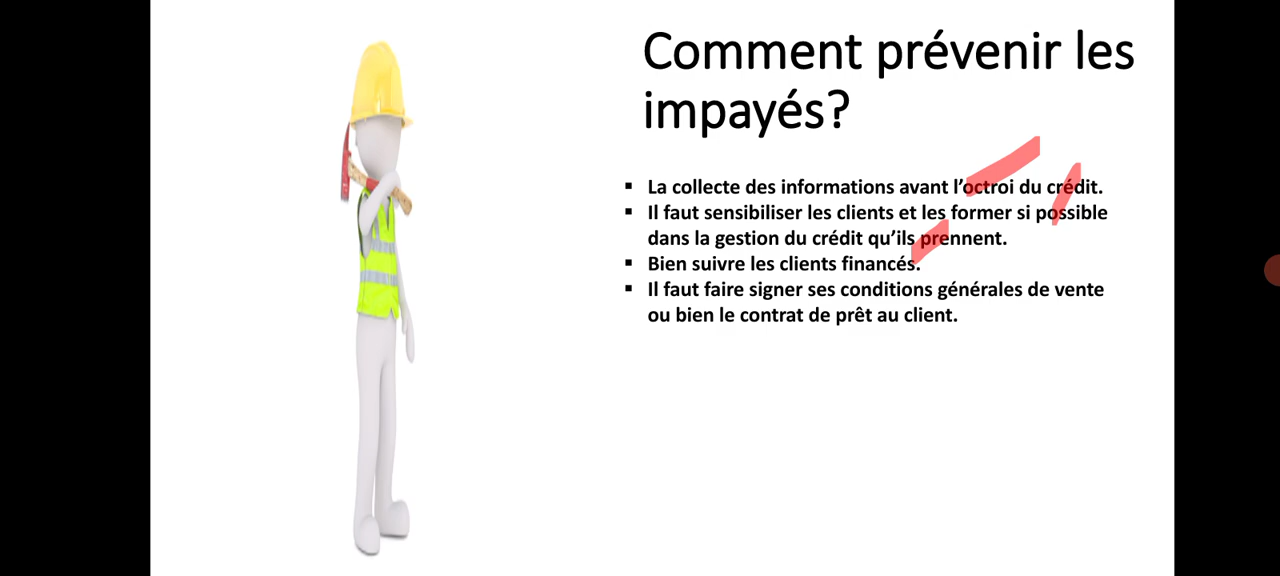 Comment prévenir les
impayés?
▪ La collecte des informations avant l'octroi du crédit.
▪ Il faut sensibiliser les clients et les former si possible
dans la gestion du crédit qu'ils prennent.
▪ Bien suivre les clients financés.
▪ Il faut faire signer ses conditions générales de vente
ou bien le contrat de prêt au client.